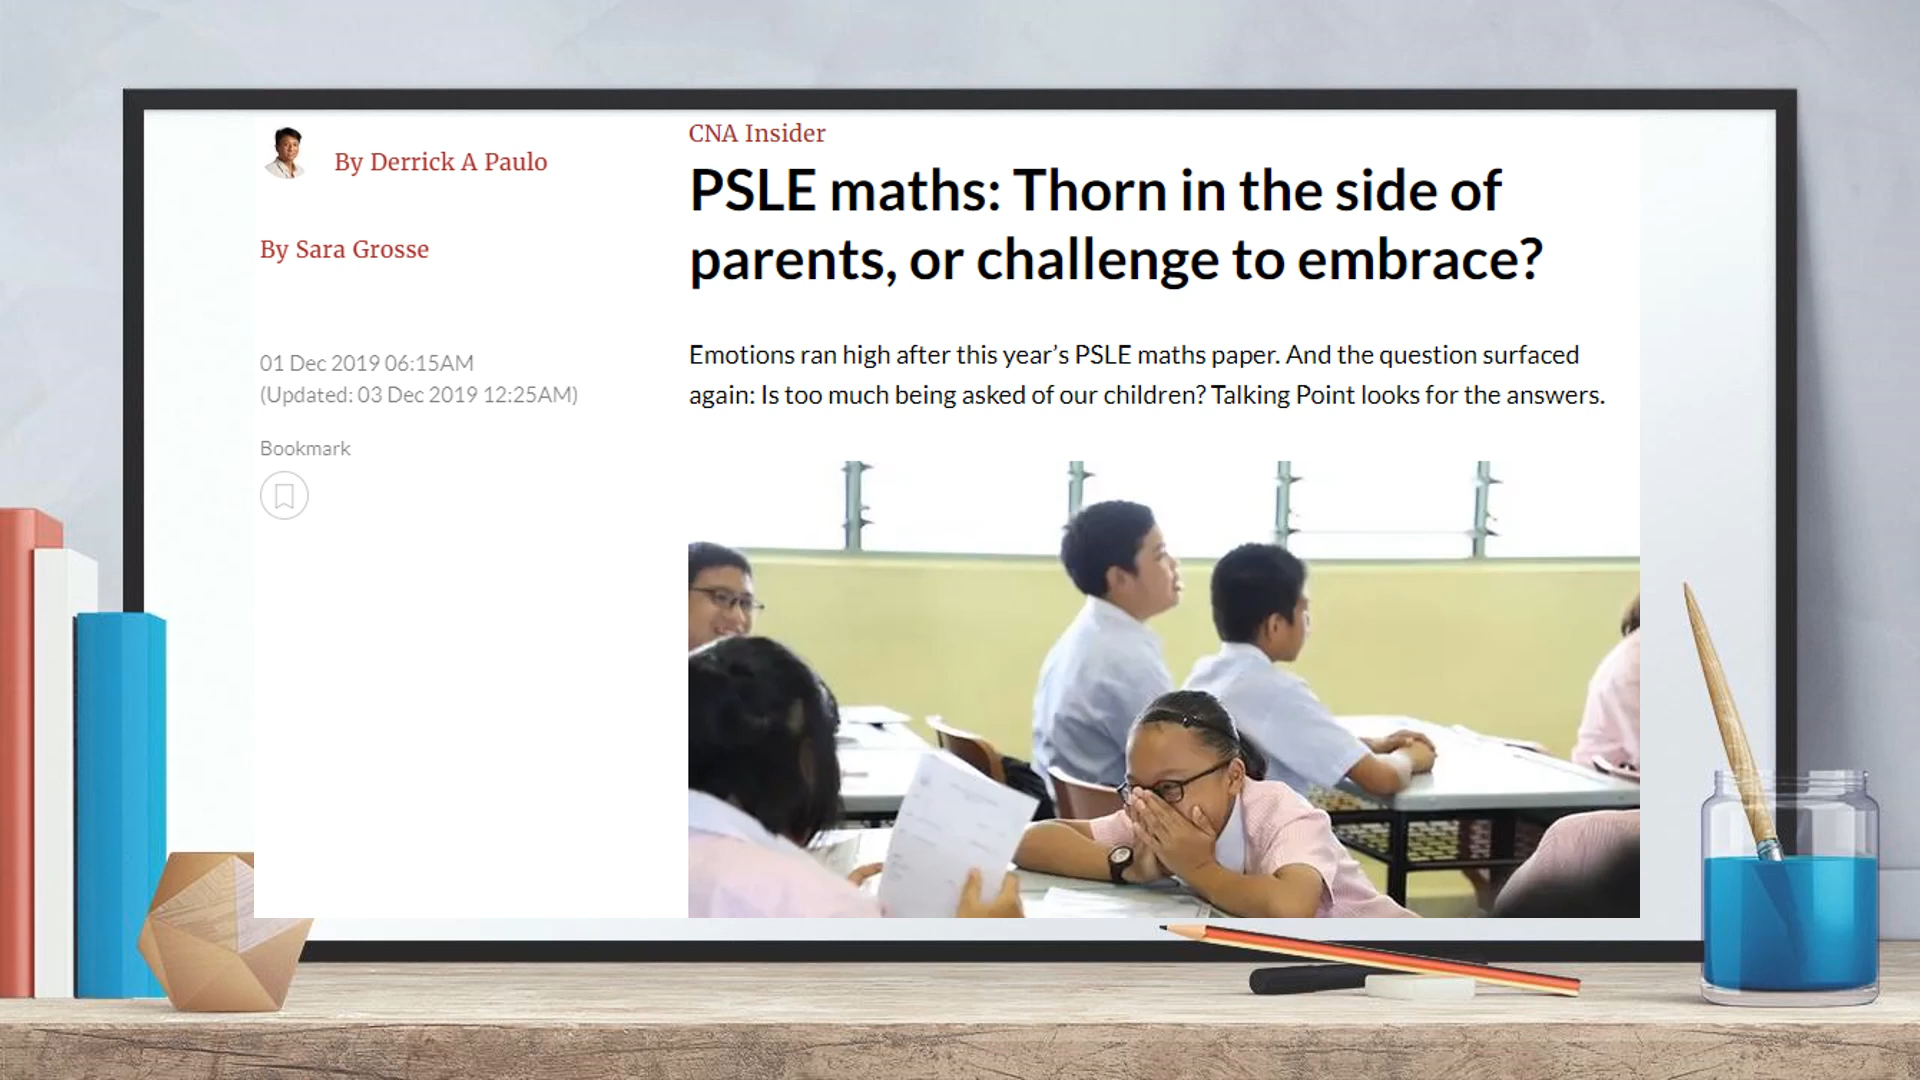 By Derrick A Paulo
By Sara Grosse
01 Dec 2019 06:15AM
(Updated: 03 Dec 2019 12:25AM)
Bookmark
CNA Insider
PSLE maths: Thorn in the side of
parents, or challenge to embrace?
Emotions ran high after this year’s PSLE maths paper. And the question surfaced
again: Is too much being asked of our children? Talking Point looks for the answers.